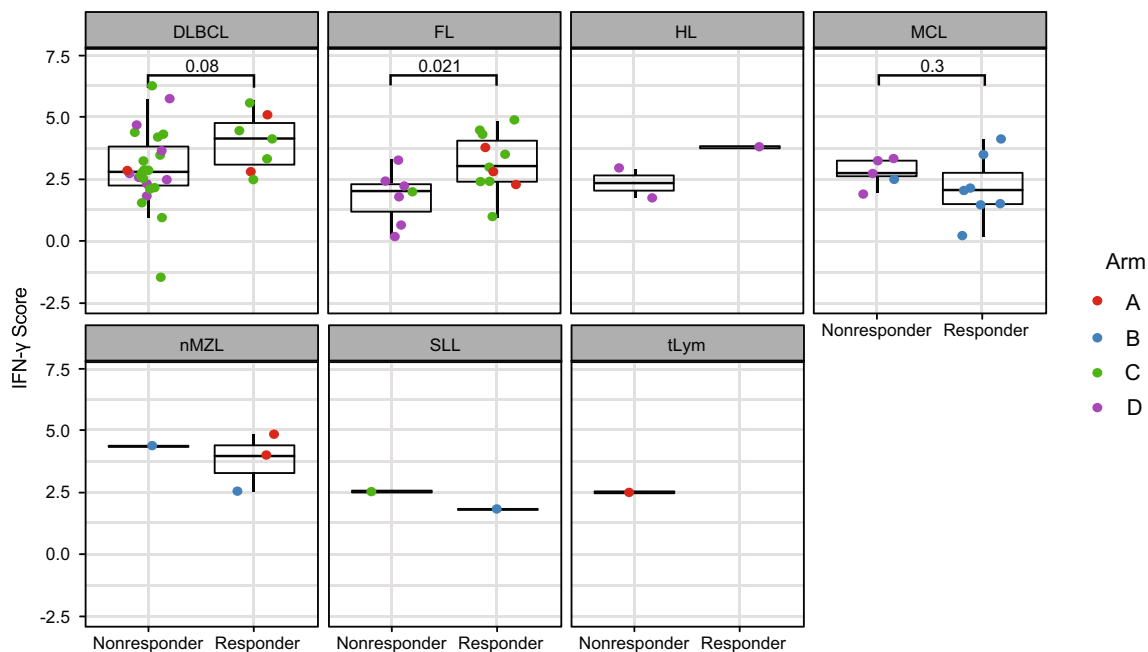 DLBCL FL HL MCL
7.5
0.08 0.021 0.3
5.0
2.5
0.0
-2.5
Nonresponder Responder
nMZL SLL tLym
7.5
5.0
2.5
0.0
-2.5
Nonresponder Responder Nonresponder Responder Nonresponder Responder
IFN-γ Score
Arm
A
B
C
D